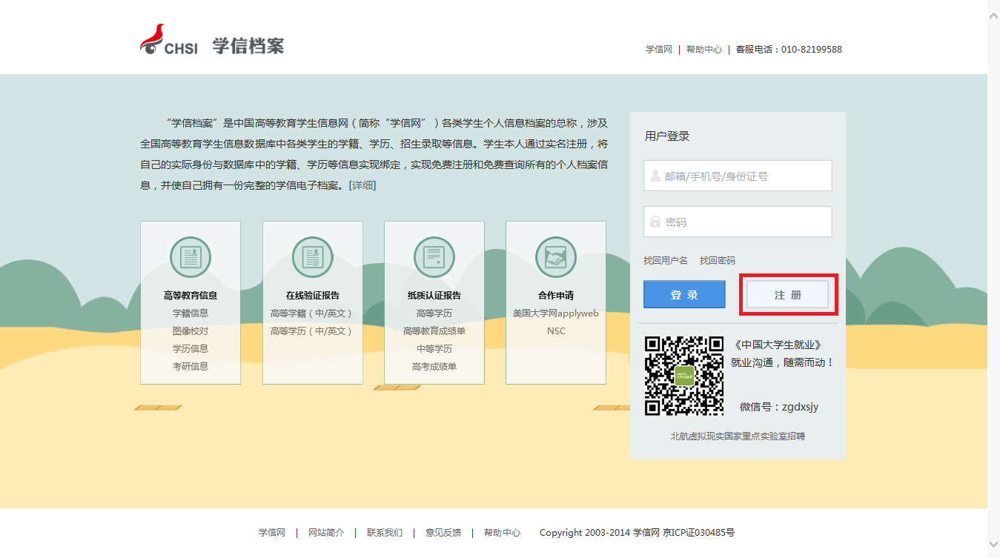 CHSI 学信档案
学信网 | 帮助中心 | 客服电话：010-82199588
“学信档案”是中国高等教育学生信息网（简称“学信网”）各类学生个人信息档案的总称，涉及
全国高等教育学生信息数据库中各类学生的学籍、学历、招生录取等信息。学生本人通过实名注册，将
自己的实际身份与数据库中的学籍、学历等信息实现绑定，实现免费注册和免费查询所有的个人档案信
息，并使自己拥有一份完整的学信电子档案。[详细]
高等教育信息
学籍信息
图像校对
学历信息
考研信息
在线验证报告
高等学籍（中/英文）
高等学历（中/英文）
纸质认证报告
高等学历
高等教育成绩单
中等学历
高考成绩单
合作申请
美国大学网applyweb
NSC
用户登录
邮箱/手机号/身份证号
密码
找回用户名 找回密码
登 录 注 册
《中国大学生就业》
就业沟通，随需而动！
微信号：zgdxsjy
北航虚拟现实国家重点实验室招聘
学信网 | 网站简介 | 联系我们 | 意见反馈 | 帮助中心 Copyright 2003-2014 学信网 京ICP证030485号